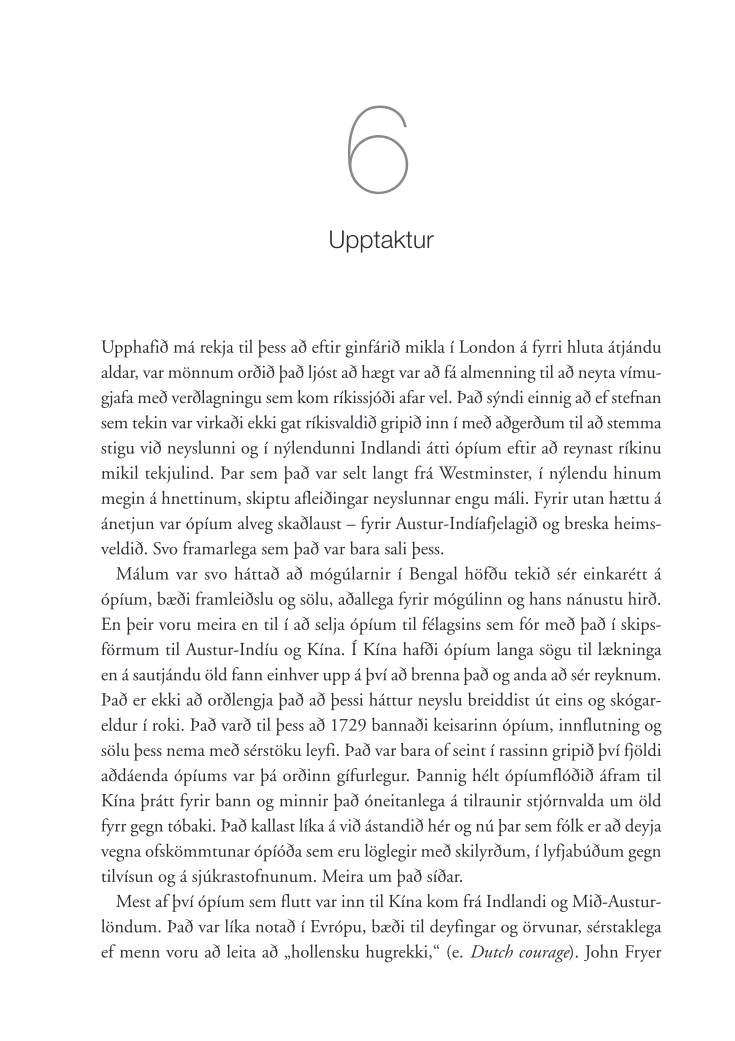 6
Upptaktur
Upphafið má rekja til þess að eftir ginfárið mikla í London á fyrri hluta átjándu
aldar, var mönnum orðið það ljóst að hægt var að fá almenning til að neyta vímu-
gjafa með verðlagningu sem kom ríkissjóði afar vel. Það sýndi einnig að ef stefnan
sem tekin var virkaði ekki gat ríkisvaldið gripið inn í með aðgerðum til að stemma
stigu við neyslunni og í nýlendunni Indlandi átti ópíum eftir að reynast ríkinu
mikil tekjulind. Þar sem það var selt langt frá Westminster, í nýlendu hinum
megin á hnettinum, skiptu afleiðingar neyslunnar engu máli. Fyrir utan hættu á
ánetjun var ópíum alveg skaðlaust – fyrir Austur-Indíafjelagið og breska heims-
veldið. Svo framarlega sem það var bara sali þess.
Málum var svo háttað að mógúlarnir í Bengal höfðu tekið sér einkarétt á
ópíum, bæði framleiðslu og sölu, aðallega fyrir mógúlinn og hans nánustu hirð.
En þeir voru meira en til í að selja ópíum til félagsins sem fór með það í skips-
förmum til Austur-Indíu og Kína. Í Kína hafði ópíum langa sögu til lækninga
en á sautjándu öld fann einhver upp á því að brenna það og anda að sér reyknum.
Það er ekki að orðlengja það að þessi háttur neyslu breiddist út eins og skógar-
eldur í roki. Það varð til þess að 1729 bannaði keisarinn ópíum, innflutning og
sölu þess nema með sérstöku leyfi. Það var bara of seint í rassinn gripið því fjöldi
aðdáenda ópíums var þá orðinn gífurlegur. Þannig hélt ópíumflóðið áfram til
Kína þrátt fyrir bann og minnir það óneitanlega á tilraunir stjórnvalda um öld
fyrr gegn tóbaki. Það kallast líka á við ástandið hér og nú þar sem fólk er að deyja
vegna ofskömmtunar ópíóða sem eru löglegir með skilyrðum, í lyfjabúðum gegn
tilvísun og á sjúkrastofnunum. Meira um það síðar.
Mest af því ópíum sem flutt var inn til Kína kom frá Indlandi og Mið-Austur-
löndum. Það var líka notað í Evrópu, bæði til deyfingar og örvunar, sérstaklega
ef menn voru að leita að „hollensku hugrekki,“ (e. Dutch courage). John Fryer